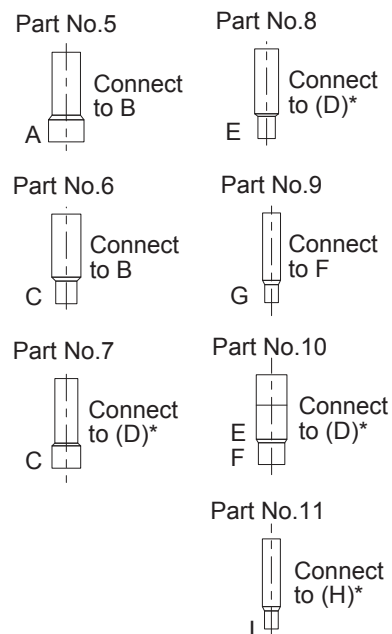 Part No.5
Connect
to B
A
Part No.6
Connect
to B
C
Part No.7
Connect
to (D)*
C
Part No.8
Connect
to (D)*
E
Part No.9
Connect
to F
G
Part No.10
Connect
to (D)*
E
F
Part No.11
Connect
to (H)*
I